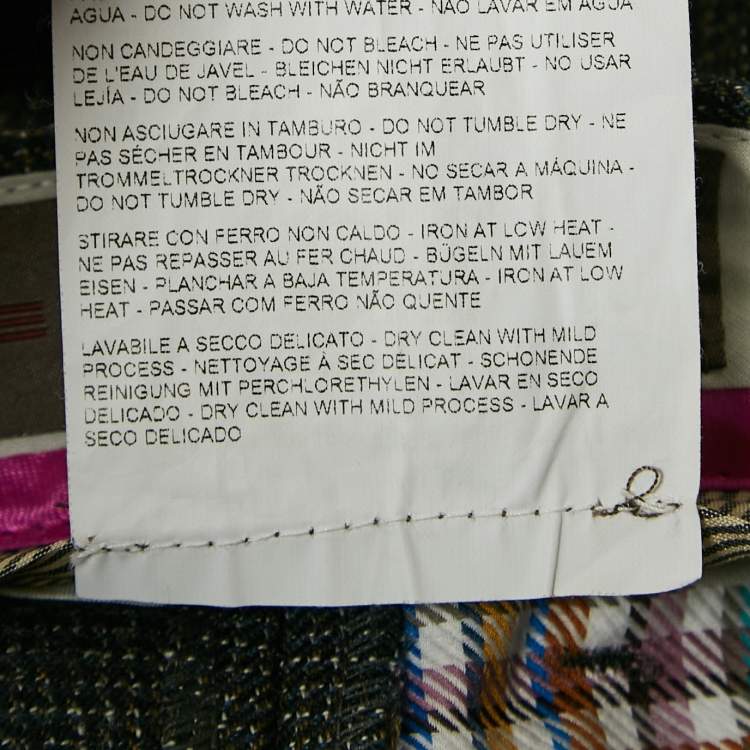 AGUA - DO NOT WASH WITH WATER - NÃO LAVAR EM AGUA
NON CANDEGGIARE - DO NOT BLEACH - NE PAS UTILISER
DE L'EAU DE JAVEL - BLEICHEN NICHT ERLAUBT - NO USAR
LEJÍA - DO NOT BLEACH - NÃO BRANQUEAR
NON ASCIUGARE IN TAMBURO - DO NOT TUMBLE DRY - NE
PAS SÉCHER EN TAMBOUR - NICHT IM
TROMMELTROCKNER TROCKNEN - NO SECAR A MÁQUINA -
DO NOT TUMBLE DRY - NÃO SECAR EM TAMBOR
STIRARE CON FERRO NON CALDO - IRON AT LOW HEAT -
NE PAS REPASSER AU FER CHAUD - BÜGELN MIT LAUEM
EISEN - PLANCHAR A BAJA TEMPERATURA - IRON AT LOW
HEAT - PASSAR COM FERRO NÃO QUENTE
LAVABILE A SECCO DELICATO - DRY CLEAN WITH MILD
PROCESS - NETTOYAGE À SEC DÉLICAT - SCHONENDE
REINIGUNG MIT PERCHLORETHYLEN - LAVAR EN SECO
DELICADO - DRY CLEAN WITH MILD PROCESS - LAVAR A
SECO DELICADO